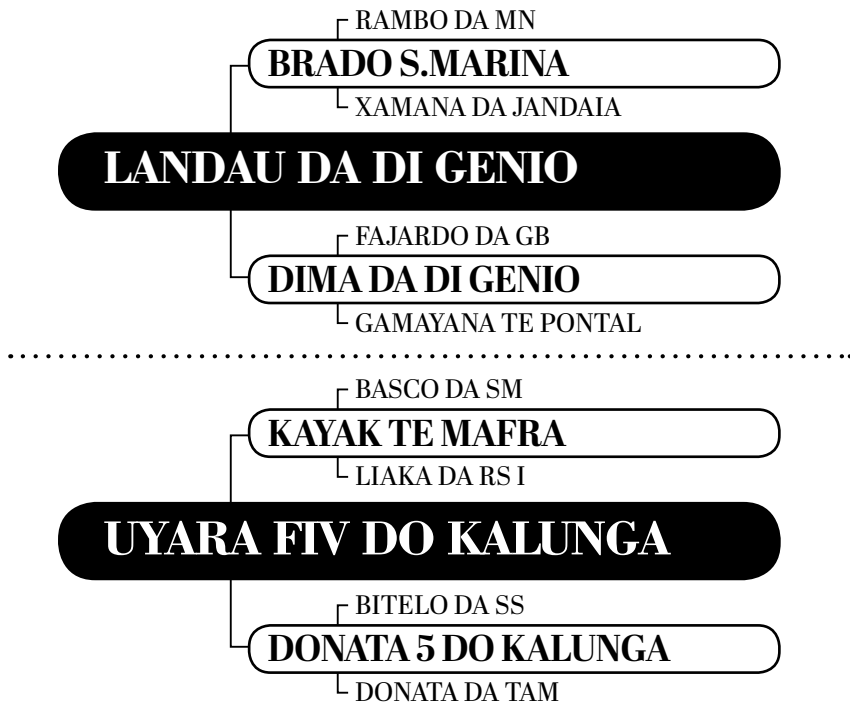 RAMBO DA MN
BRADO S.MARINA
XAMANA DA JANDAIA
LANDAU DA DI GENIO
FAJARDO DA GB
DIMA DA DI GENIO
GAMAYANA TE PONTAL
BASCO DA SM
KAYAK TE MAFRA
LIAKA DA RS I
UYARA FIV DO KALUNGA
BITELO DA SS
DONATA 5 DO KALUNGA
DONATA DA TAM